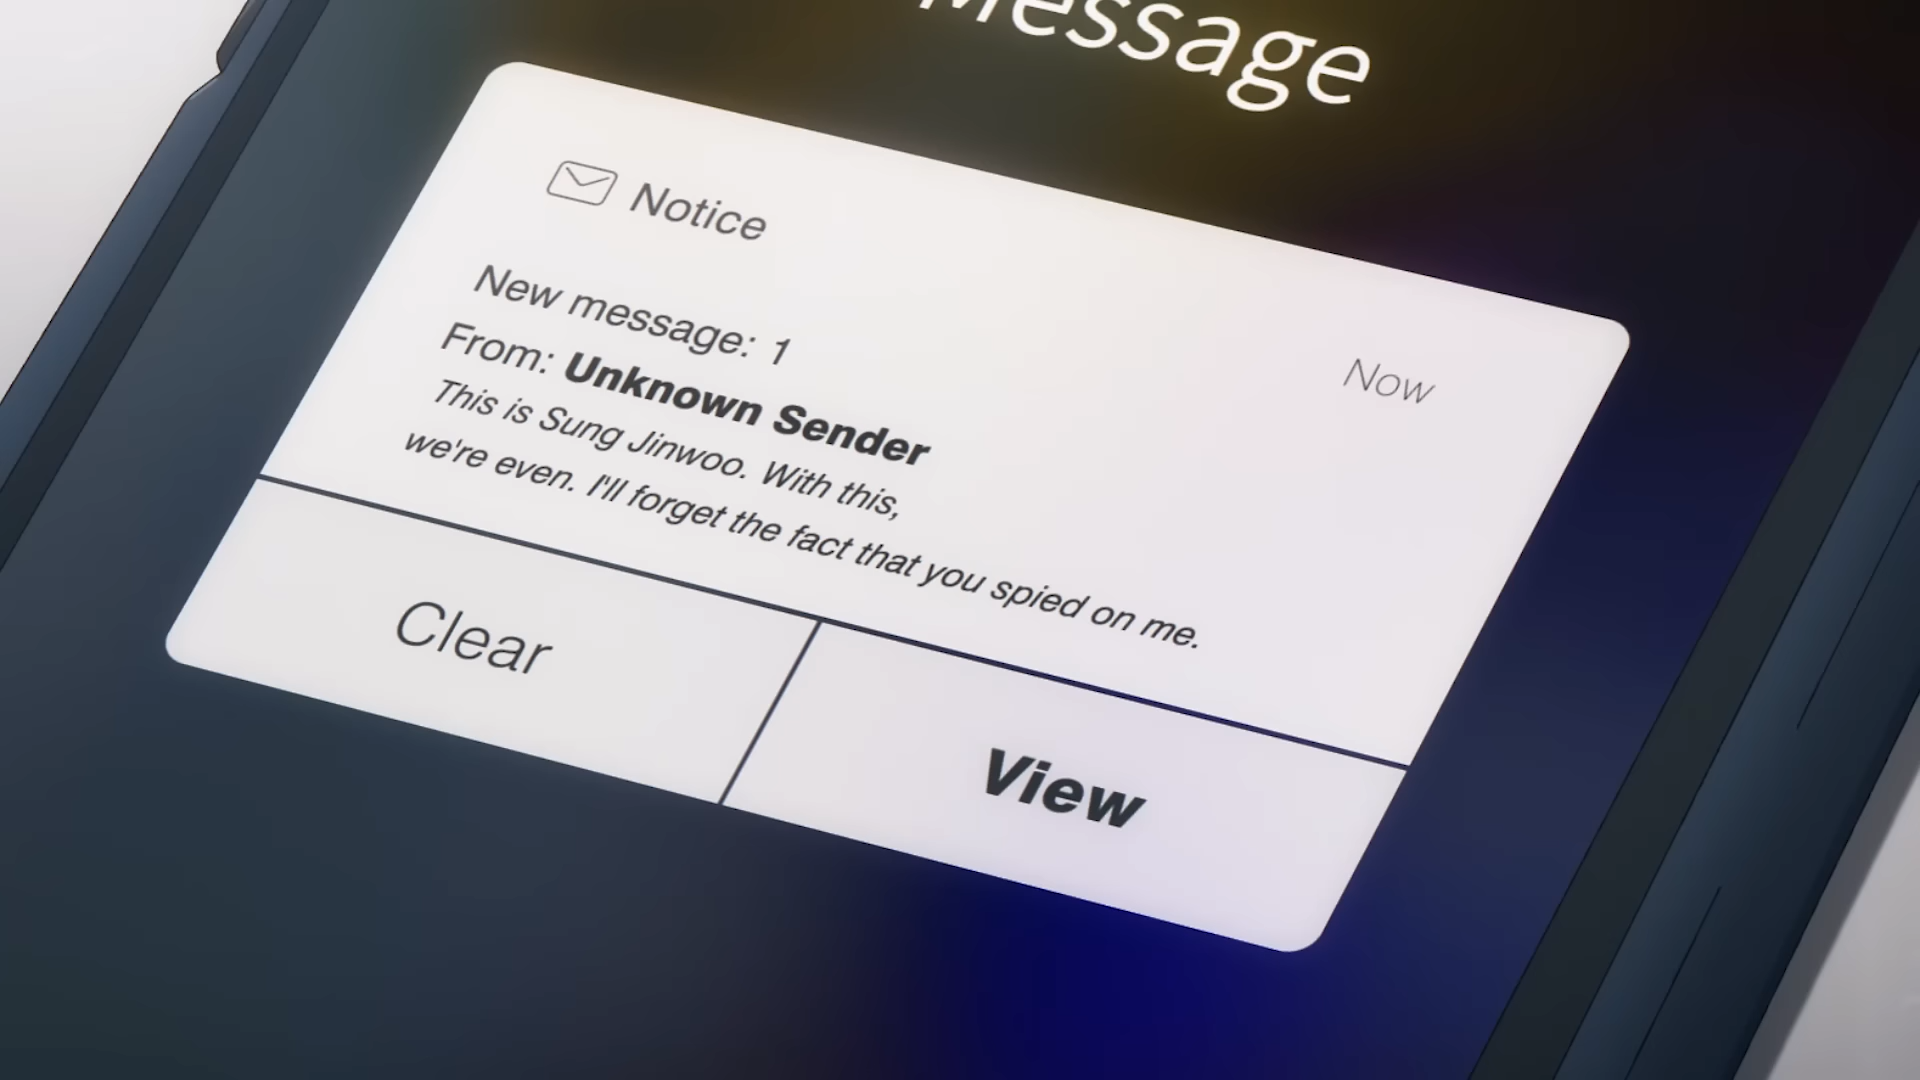 Message
Notice
Now
New message: 1
From: Unknown Sender
This is Sung Jinwoo. With this,
we're even. I'll forget the fact that you spied on me.
Clear
View